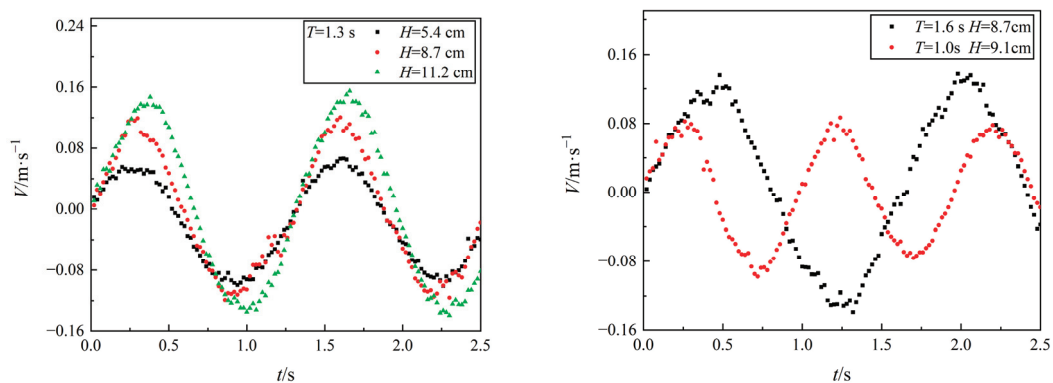 0.24
0.16
0.08
0.00
−0.08
−0.16
V/m·s⁻¹
T=1.3 s
H=5.4 cm
H=8.7 cm
H=11.2 cm
0.0 0.5 1.0 1.5 2.0 2.5
t/s
0.16
0.08
0.00
−0.08
−0.16
V/m·s⁻¹
T=1.6 s H=8.7cm
T=1.0s H=9.1cm
0.0 0.5 1.0 1.5 2.0 2.5
t/s